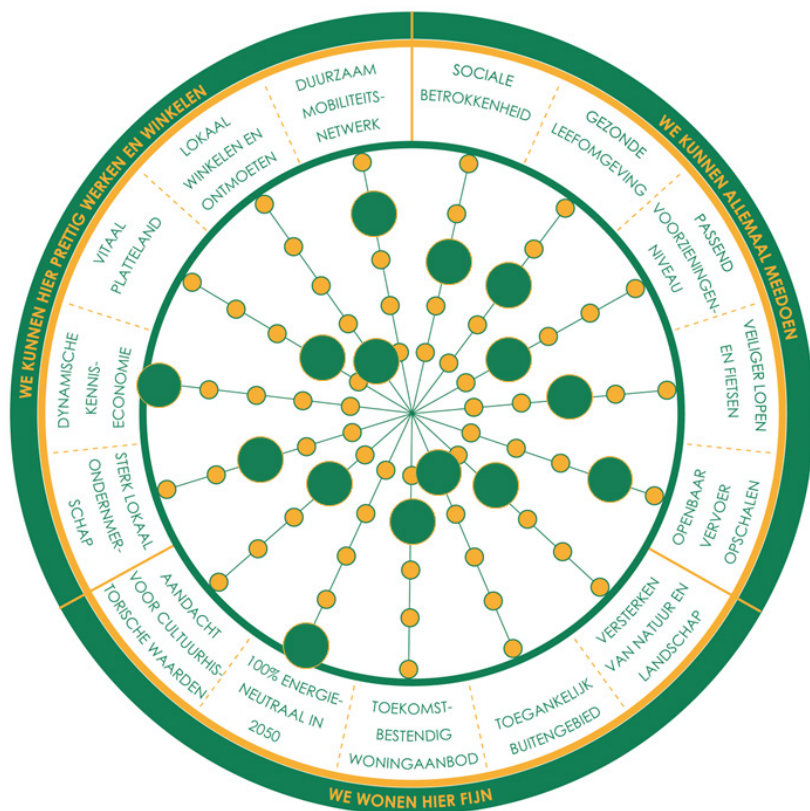 WE KUNNEN ALLEMAAL MEEDOEN
SOCIALE
BETROKKENHEID
GEZONDE
LEEFOMGEVING
PASSEND
VOORZIENINGEN-
NIVEAU
VEILIGER LOPEN
EN FIETSEN
OPENBAAR
VERVOER
OPSCHALEN
WE WONEN HIER FIJN
VERSTERKEN
VAN NATUUR EN
LANDSCHAP
TOEGANKELIJK
BUITENGEBIED
TOEKOMST-
BESTENDIG
WONINGAANBOD
100% ENERGIE-
NEUTRAAL IN
2050
AANDACHT
VOOR CULTUURHIS-
TORISCHE WAARDEN
WE KUNNEN HIER PRETTIG WERKEN EN WINKELEN
STERK LOKAAL
ONDERNMER-
SCHAP
DYNAMISCHE
KENNIS-
ECONOMIE
VITAAL
PLATTELAND
LOKAAL
WINKELEN EN
ONTMOETEN
DUURZAAM
MOBILITEITS-
NETWERK